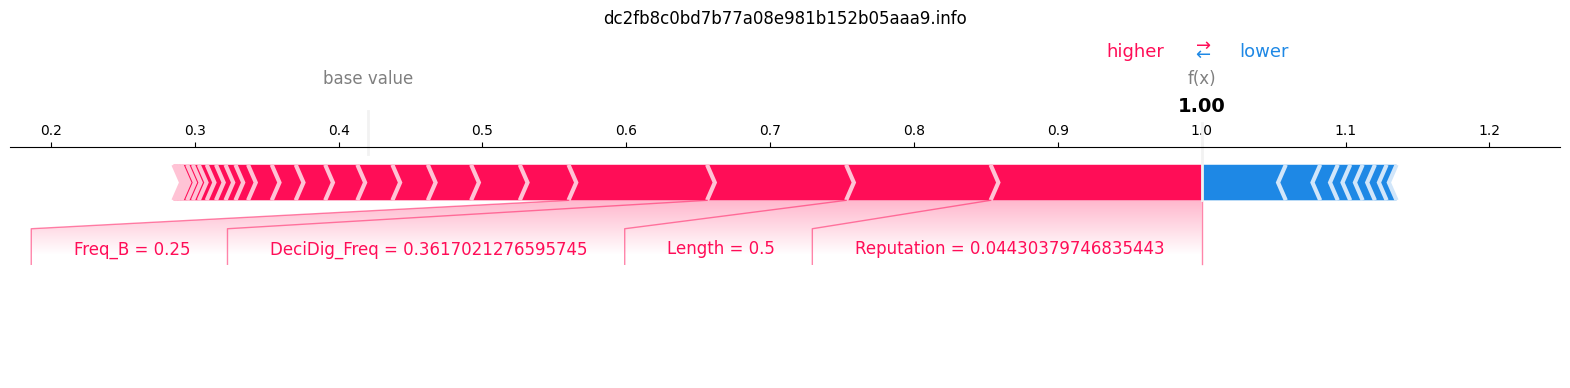 dc2fb8c0bd7b77a08e981b152b05aaa9.info
higher ⇄ lower
base value f(x)
1.00
0.2 0.3 0.4 0.5 0.6 0.7 0.8 0.9 1.0 1.1 1.2
Freq_B = 0.25 DeciDig_Freq = 0.3617021276595745 Length = 0.5 Reputation = 0.04430379746835443